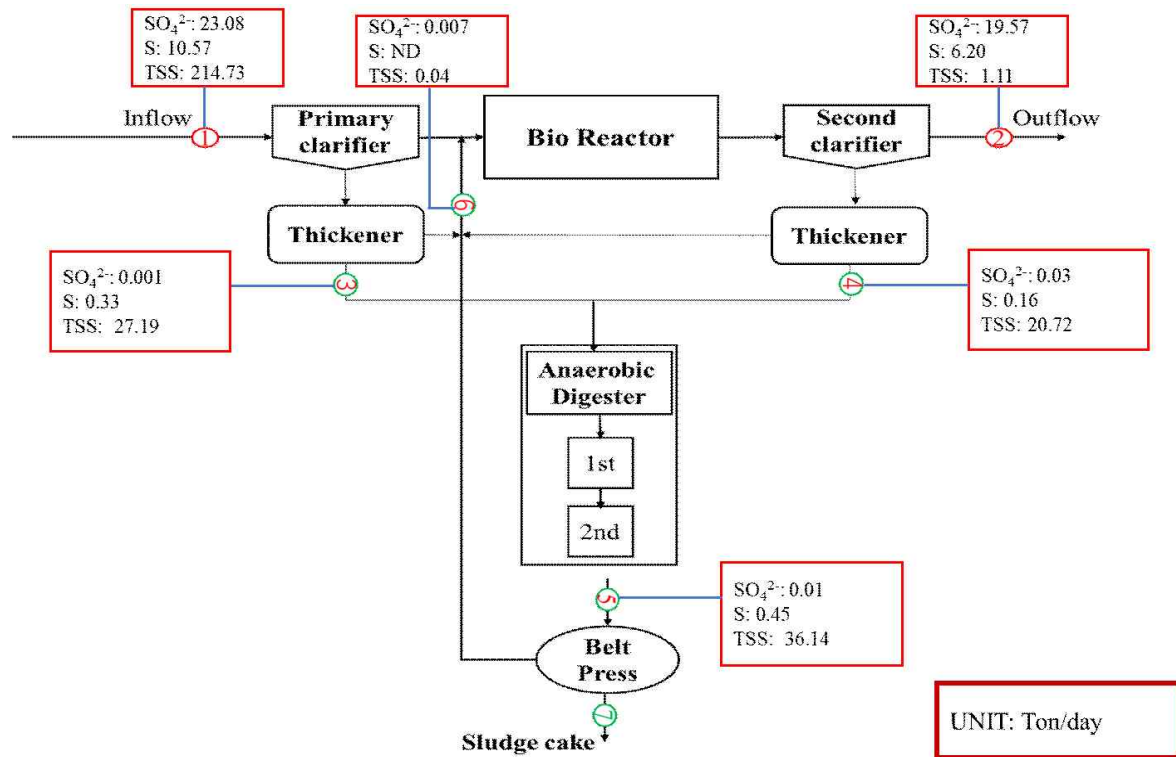 SO₄²⁻: 23.08
S: 10.57
TSS: 214.73
SO₄²⁻: 0.007
S: ND
TSS: 0.04
SO₄²⁻: 19.57
S: 6.20
TSS: 1.11
Inflow
1
Primary
clarifier
Bio Reactor
Second
clarifier
2
Outflow
6
Thickener
Thickener
SO₄²⁻: 0.001
S: 0.33
TSS: 27.19
3
4
SO₄²⁻: 0.03
S: 0.16
TSS: 20.72
Anaerobic
Digester
1st
2nd
5
SO₄²⁻: 0.01
S: 0.45
TSS: 36.14
Belt
Press
7
Sludge cake
UNIT: Ton/day